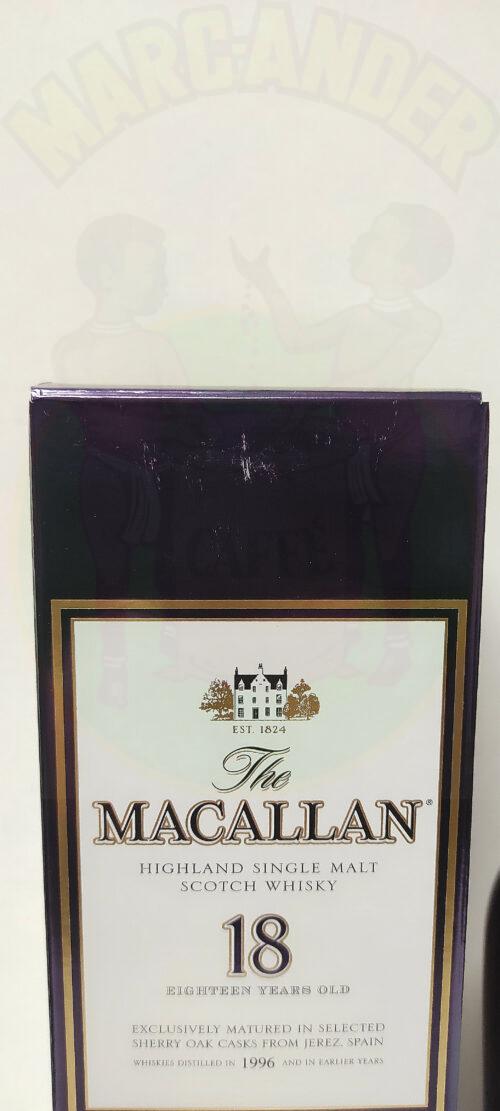 MARC-ANDER
CAFFÈ
EST. 1824
The
MACALLAN®
HIGHLAND SINGLE MALT
SCOTCH WHISKY
18
EIGHTEEN YEARS OLD
EXCLUSIVELY MATURED IN SELECTED
SHERRY OAK CASKS FROM JEREZ, SPAIN
WHISKIES DISTILLED IN 1996 AND IN EARLIER YEARS